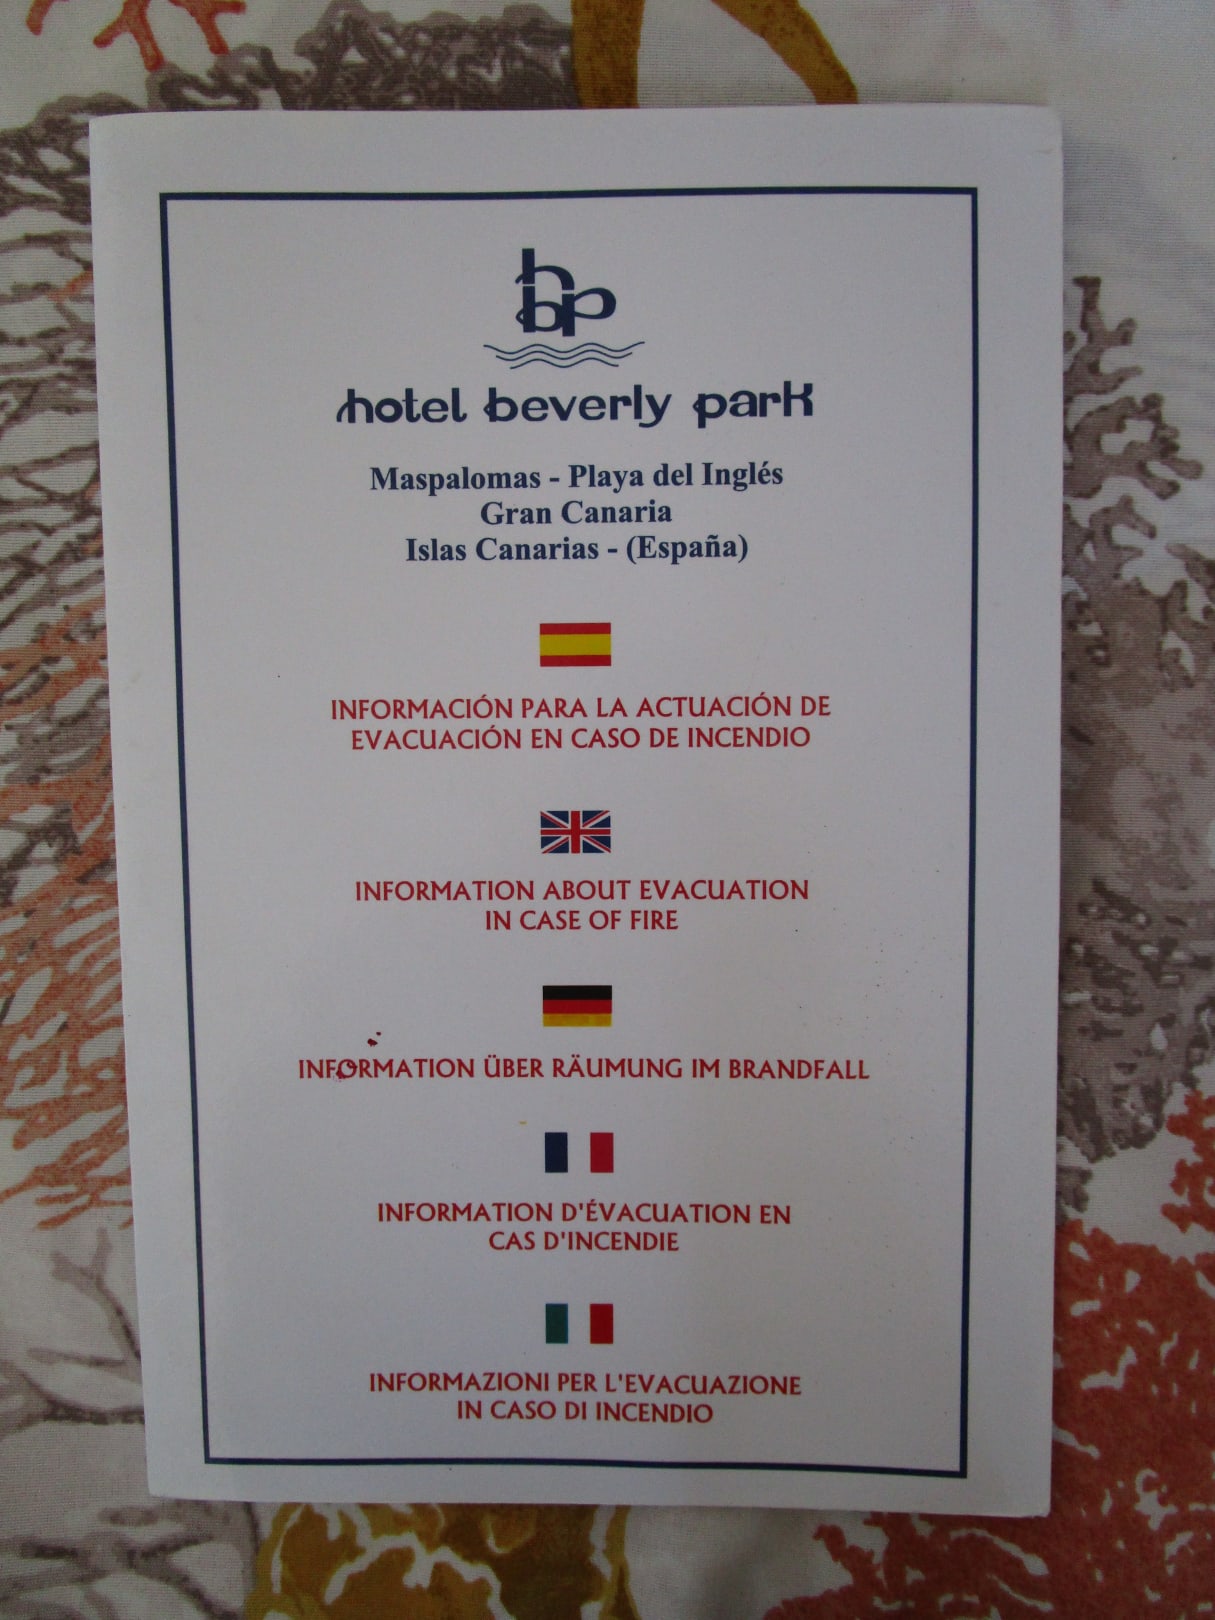 hbp
hotel beverly park
Maspalomas - Playa del Inglés
Gran Canaria
Islas Canarias - (España)
INFORMACIÓN PARA LA ACTUACIÓN DE
EVACUACIÓN EN CASO DE INCENDIO
INFORMATION ABOUT EVACUATION
IN CASE OF FIRE
INFORMATION ÜBER RÄUMUNG IM BRANDFALL
INFORMATION D'ÉVACUATION EN
CAS D'INCENDIE
INFORMAZIONI PER L'EVACUAZIONE
IN CASO DI INCENDIO